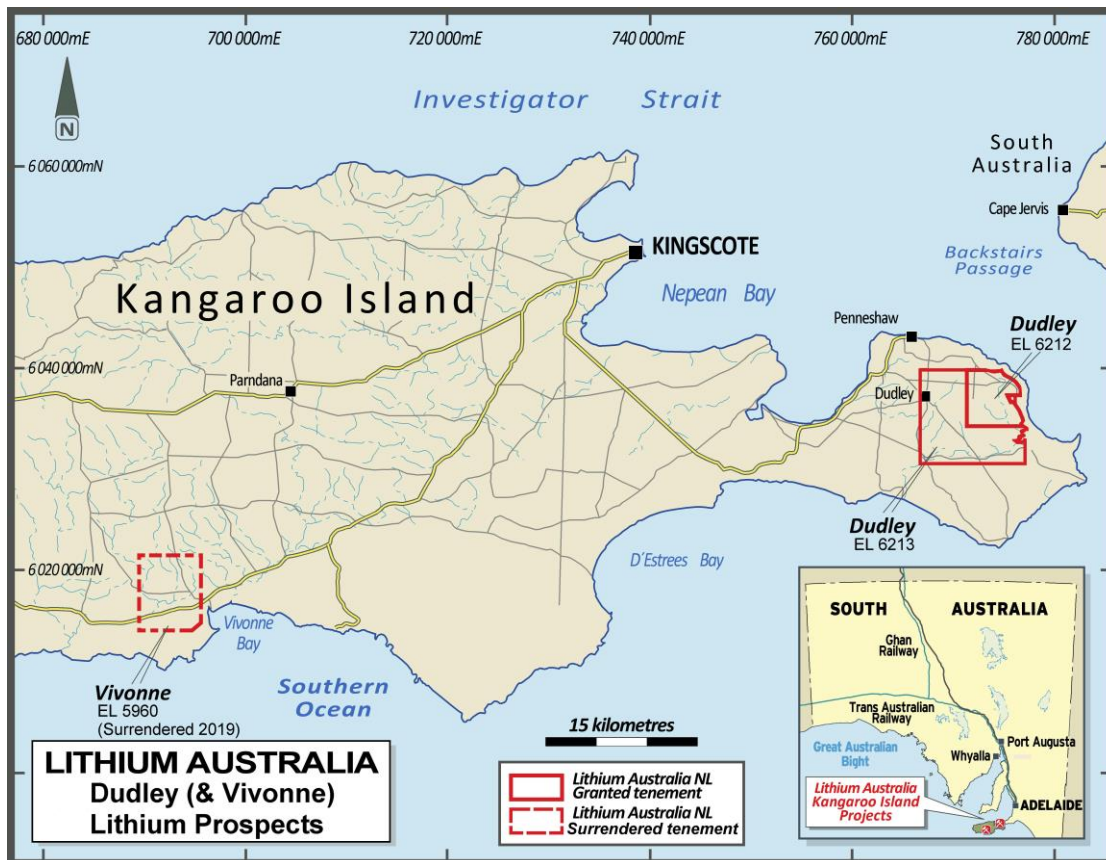 680 000mE
700 000mE
720 000mE
740 000mE
760 000mE
780 000mE
Investigator Strait
N
6 060 000mN
South
Australia
Cape Jervis
KINGSCOTE
Backstairs
Passage
Kangaroo Island
Nepean Bay
Penneshaw
Dudley
EL 6212
6 040 000mN
Parndana
Dudley
Dudley
EL 6213
6 020 000mN
D'Estrees Bay
Vivonne
Bay
Vivonne
EL 5960
(Surrendered 2019)
Southern
Ocean
15 kilometres
LITHIUM AUSTRALIA
Dudley (& Vivonne)
Lithium Prospects
Lithium Australia NL
Granted tenement
Lithium Australia NL
Surrendered tenement
SOUTH AUSTRALIA
Ghan
Railway
Trans Australian
Railway
Great Australian
Bight
Port Augusta
Whyalla
Lithium Australia
Kangaroo Island
Projects
ADELAIDE